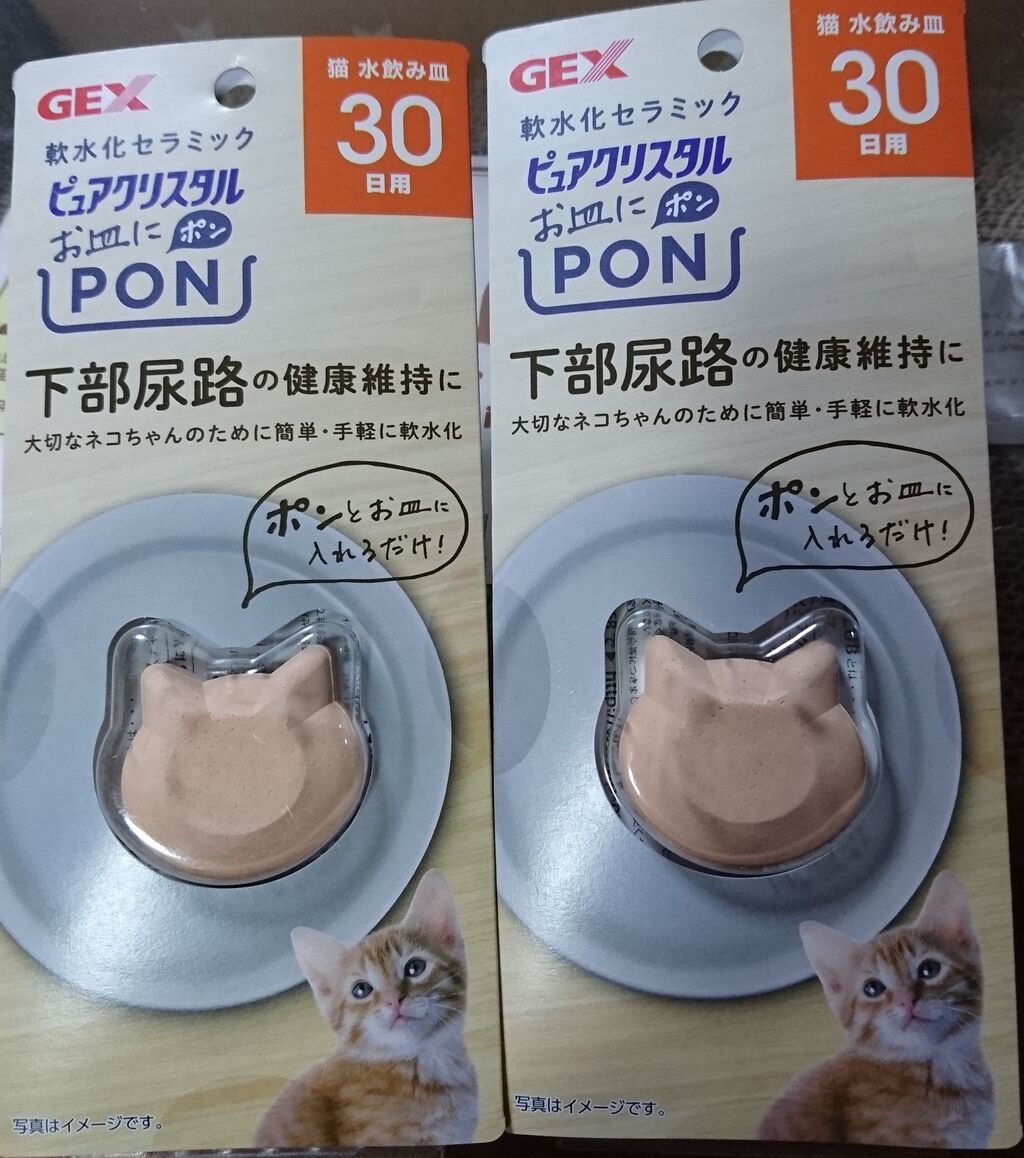 GEX
猫 水飲み皿
30
日用
軟水化セラミック
ピュアクリスタル
お皿に ポン
PON
下部尿路の健康維持に
大切なネコちゃんのために簡単・手軽に軟水化
ポンとお皿に
入れるだけ!
写真はイメージです。
GEX
猫 水飲み皿
30
日用
軟水化セラミック
ピュアクリスタル
お皿に ポン
PON
下部尿路の健康維持に
大切なネコちゃんのために簡単・手軽に軟水化
ポンとお皿に
入れるだけ!
写真はイメージです。